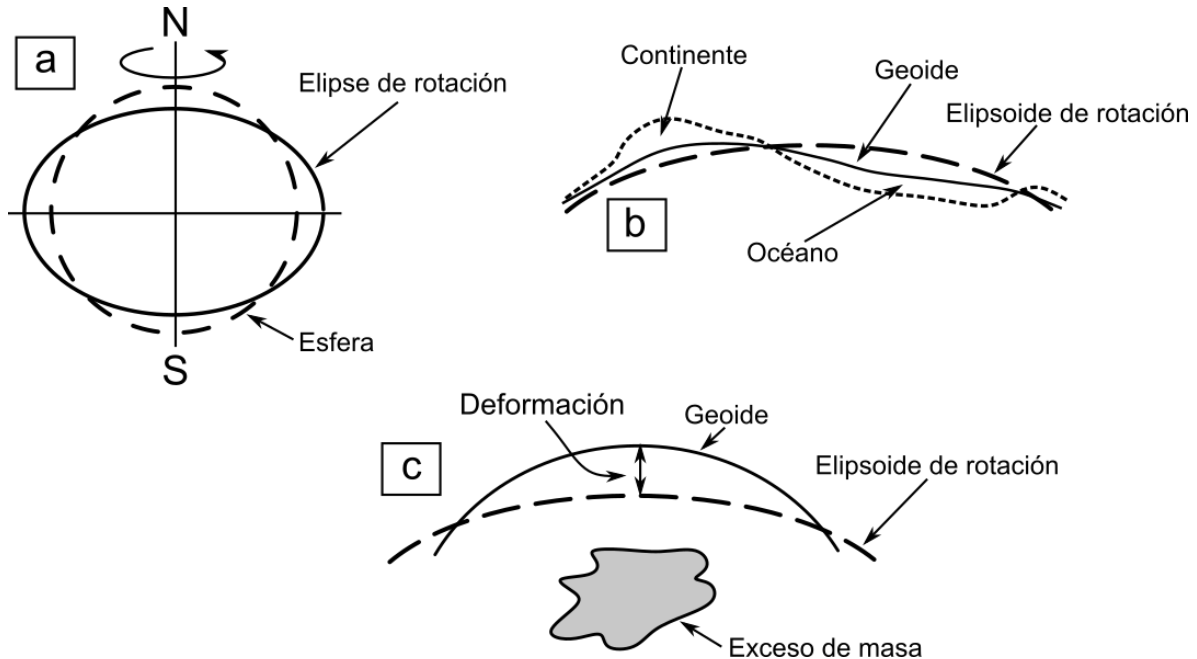 a
N
Elipse de rotación
Esfera
S
Continente
Geoide
Elipsoide de rotación
b
Océano
Deformación
Geoide
c
Elipsoide de rotación
Exceso de masa